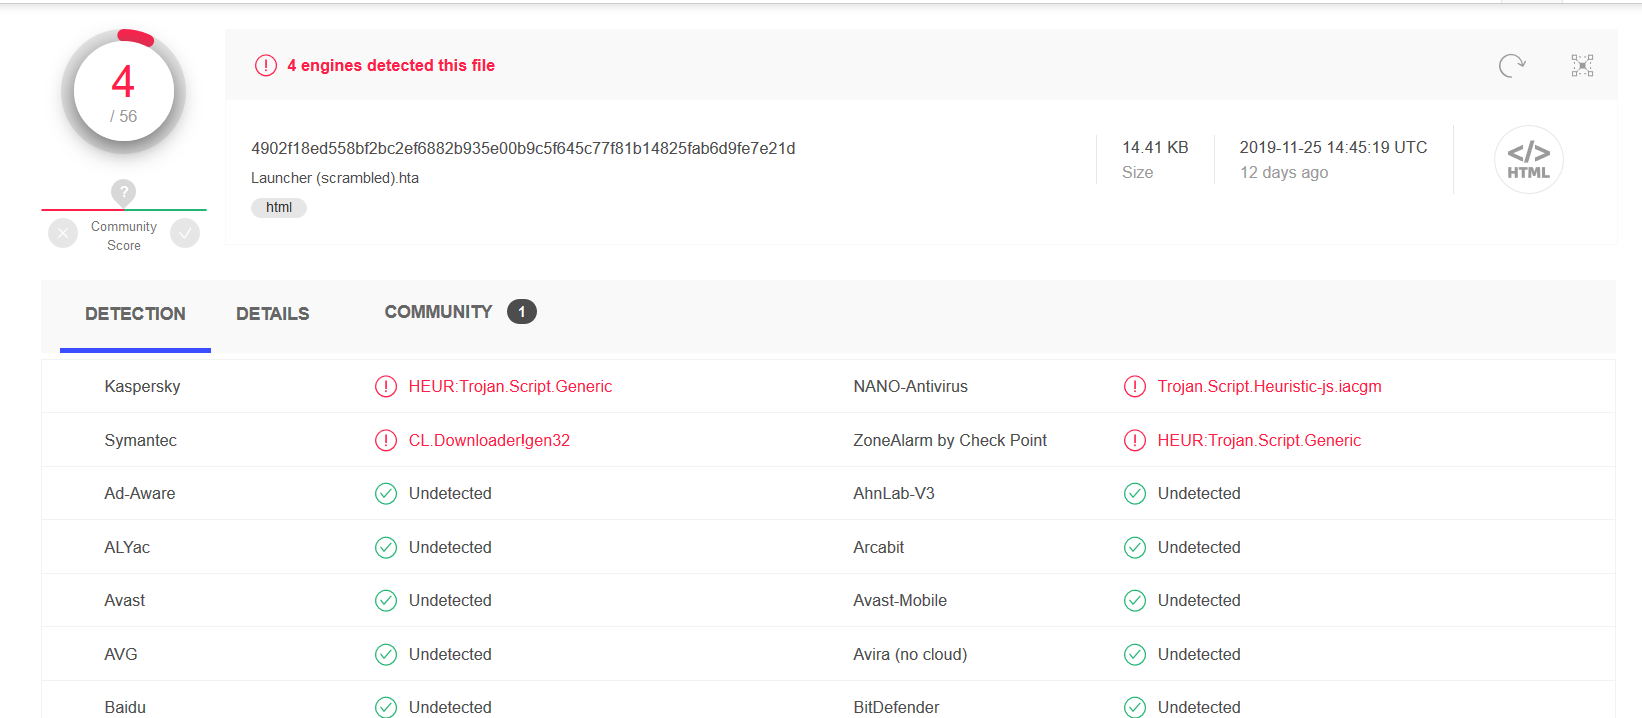 4
/ 56
?
Community
Score
4 engines detected this file
4902f18ed558bf2bc2ef6882b935e00b9c5f645c77f81b14825fab6d9fe7e21d
Launcher (scrambled).hta
html
14.41 KB
Size
2019-11-25 14:45:19 UTC
12 days ago
</>
HTML
DETECTION DETAILS COMMUNITY 1
Kaspersky HEUR:Trojan.Script.Generic NANO-Antivirus Trojan.Script.Heuristic-js.iacgm
Symantec CL.Downloader!gen32 ZoneAlarm by Check Point HEUR:Trojan.Script.Generic
Ad-Aware Undetected AhnLab-V3 Undetected
ALYac Undetected Arcabit Undetected
Avast Undetected Avast-Mobile Undetected
AVG Undetected Avira (no cloud) Undetected
Baidu Undetected BitDefender Undetected